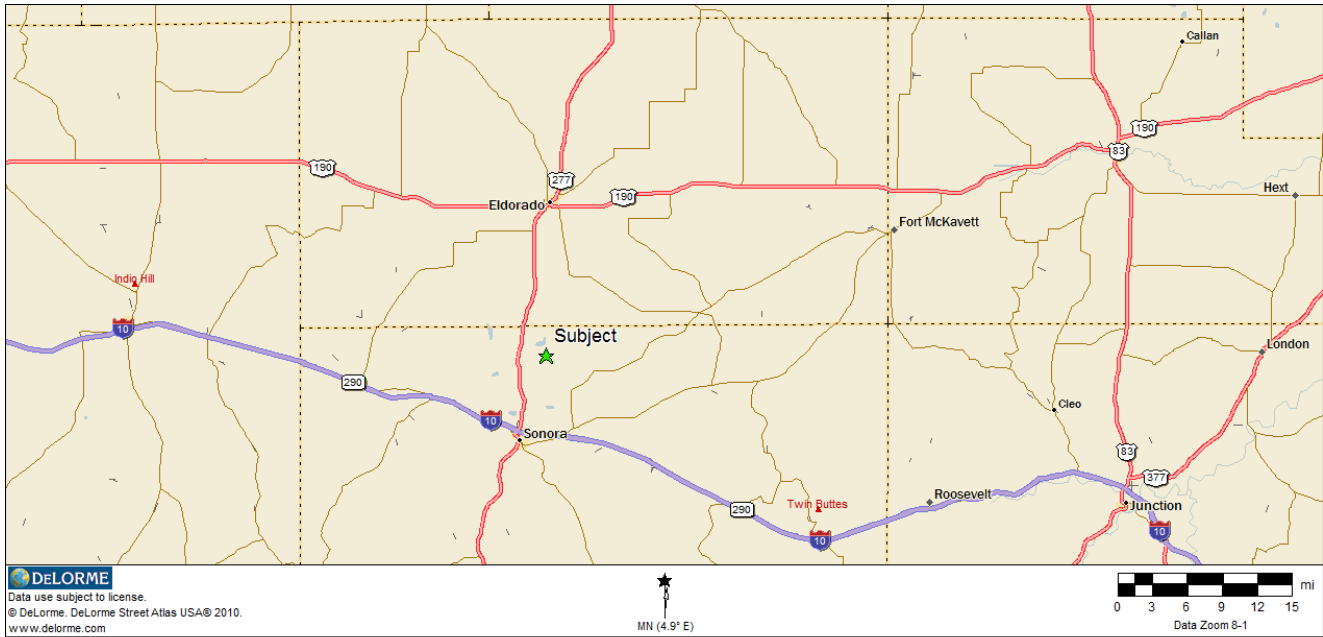 Callan
190
83
190
277
190
Hext
Eldorado
Fort McKavett
Indio Hill
10
Subject
London
290
Cleo
10
Sonora
83
377
Twin Buttes
Roosevelt
290
Junction
10
10
DELORME
Data use subject to license.
© DeLorme. DeLorme Street Atlas USA® 2010.
www.delorme.com
MN (4.9° E)
mi
0 3 6 9 12 15
Data Zoom 8-1